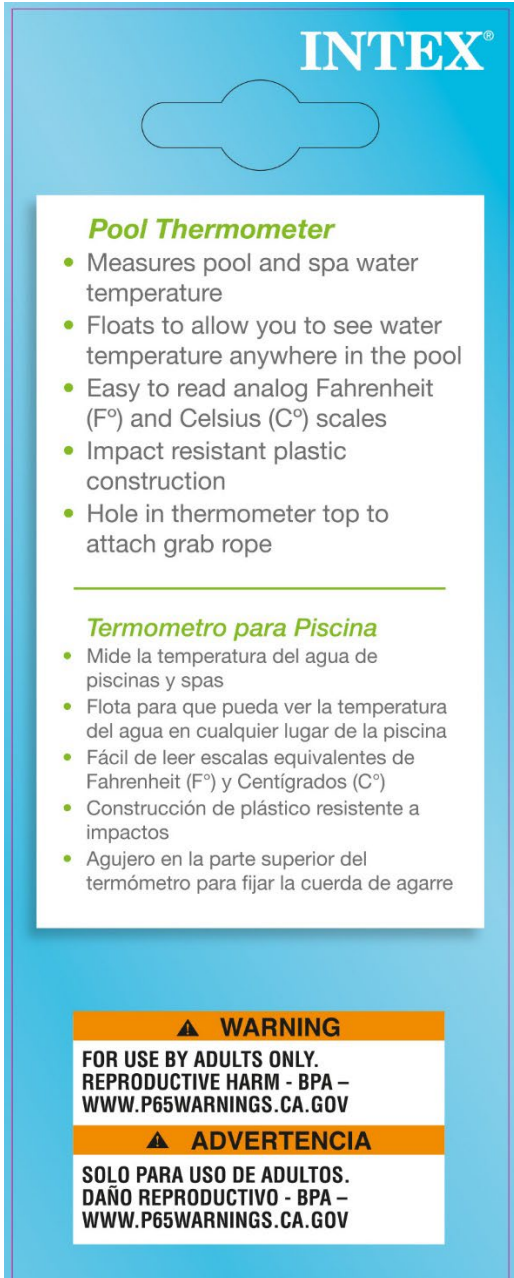 INTEX®
Pool Thermometer
• Measures pool and spa water
temperature
• Floats to allow you to see water
temperature anywhere in the pool
• Easy to read analog Fahrenheit
(Fº) and Celsius (Cº) scales
• Impact resistant plastic
construction
• Hole in thermometer top to
attach grab rope
Termometro para Piscina
• Mide la temperatura del agua de
piscinas y spas
• Flota para que pueda ver la temperatura
del agua en cualquier lugar de la piscina
• Fácil de leer escalas equivalentes de
Fahrenheit (F°) y Centígrados (C°)
• Construcción de plástico resistente a
impactos
• Agujero en la parte superior del
termómetro para fijar la cuerda de agarre
⚠ WARNING
FOR USE BY ADULTS ONLY.
REPRODUCTIVE HARM - BPA –
WWW.P65WARNINGS.CA.GOV
⚠ ADVERTENCIA
SOLO PARA USO DE ADULTOS.
DAÑO REPRODUCTIVO - BPA –
WWW.P65WARNINGS.CA.GOV